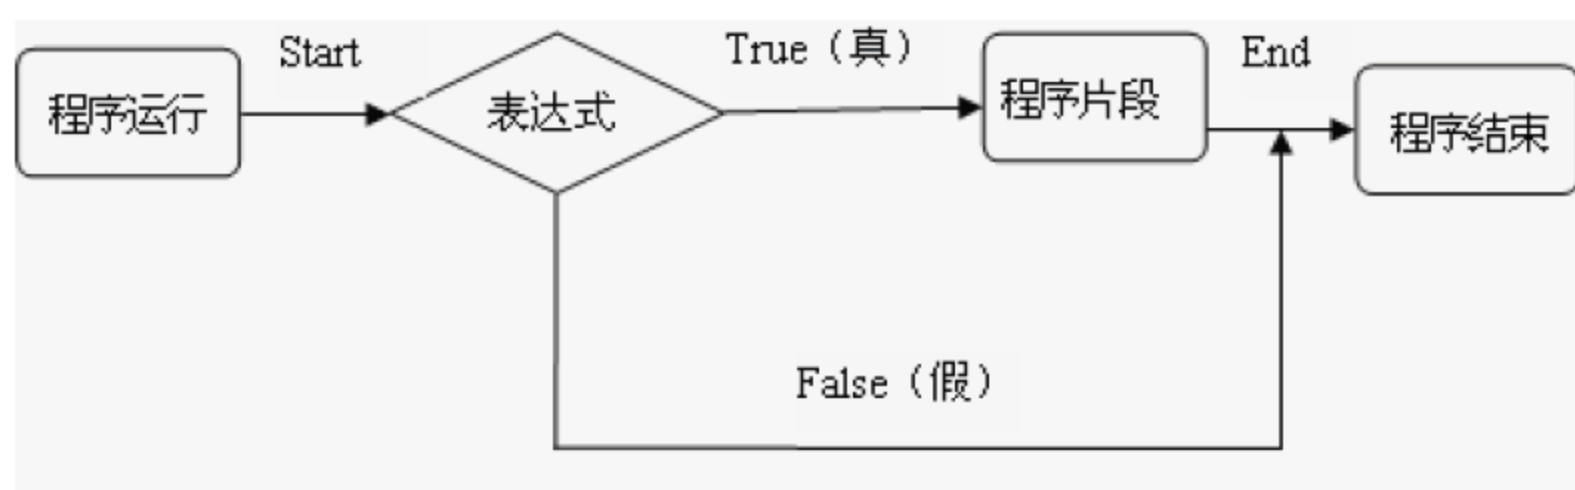 程序运行
Start
表达式
True（真）
程序片段
End
程序结束
False（假）